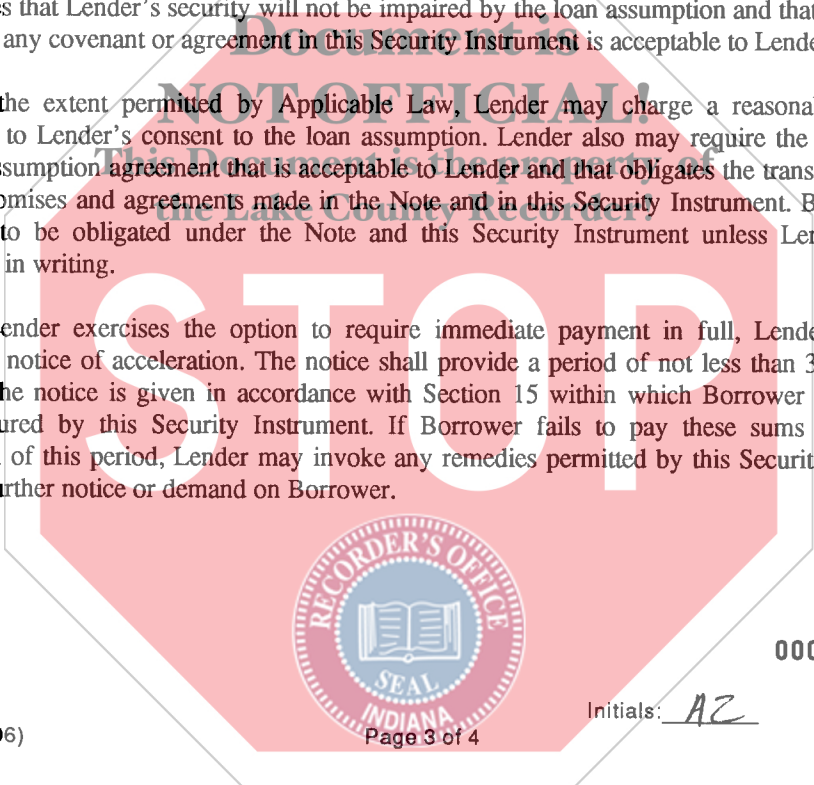 s that Lender's security will not be impaired by the loan assumption and that
any covenant or agreement in this Security Instrument is acceptable to Lende
Document is
the extent permitted by Applicable Law, Lender may charge a reasona
NOT OFFICIAL!
to Lender's consent to the loan assumption. Lender also may require the
This Document is the property of
sumption agreement that is acceptable to Lender and that obligates the trans
omises and agreements made in the Note and in this Security Instrument. B
the Lake County Recorder!
to be obligated under the Note and this Security Instrument unless Len
in writing.
STOP
ender exercises the option to require immediate payment in full, Lende
notice of acceleration. The notice shall provide a period of not less than 3
he notice is given in accordance with Section 15 within which Borrower
ured by this Security Instrument. If Borrower fails to pay these sums
of this period, Lender may invoke any remedies permitted by this Securit
urther notice or demand on Borrower.
RECORDER'S OFFICE
SEAL
INDIANA
000
Initials: AZ
06)
Page 3 of 4